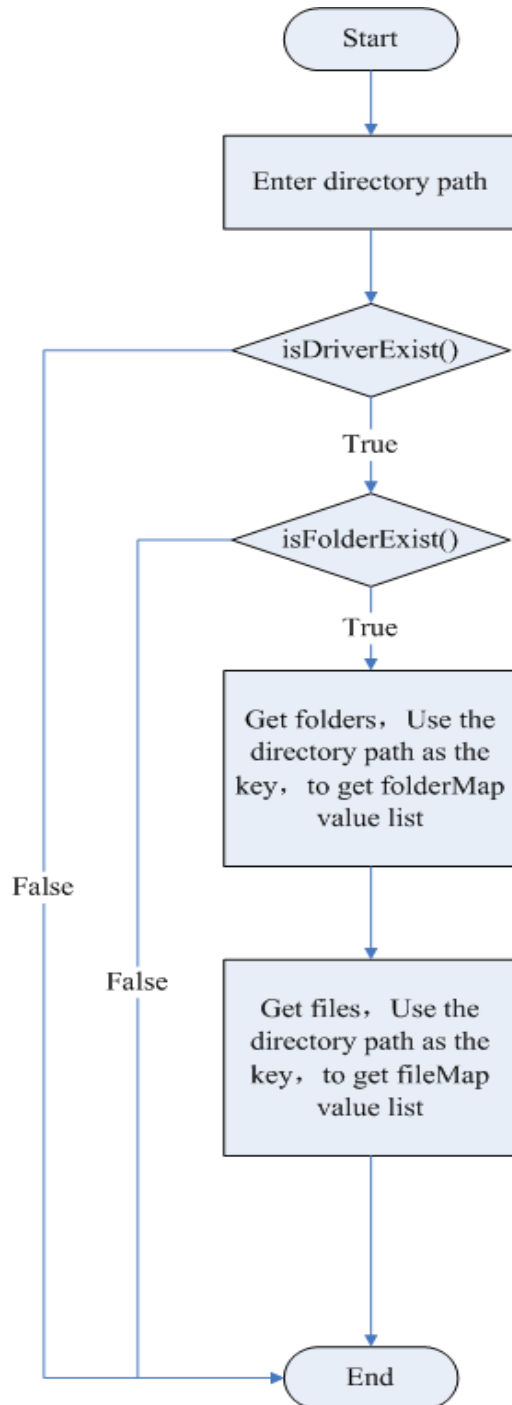 Start
Enter directory path
isDriverExist()
True
isFolderExist()
True
Get folders，Use the
directory path as the
key，to get folderMap
value list
False
False
Get files，Use the
directory path as the
key，to get fileMap
value list
End